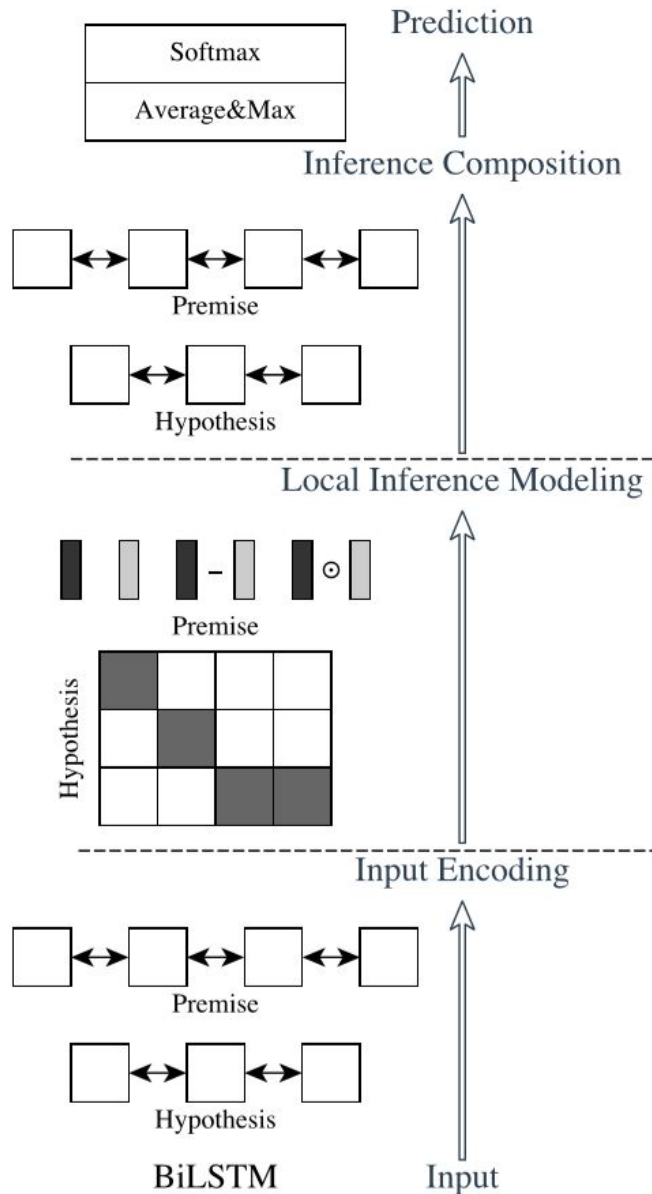 Prediction
Softmax
Average&Max
Inference Composition
Premise
Hypothesis
Local Inference Modeling
–
⊙
Premise
Hypothesis
Input Encoding
Premise
Hypothesis
BiLSTM
Input